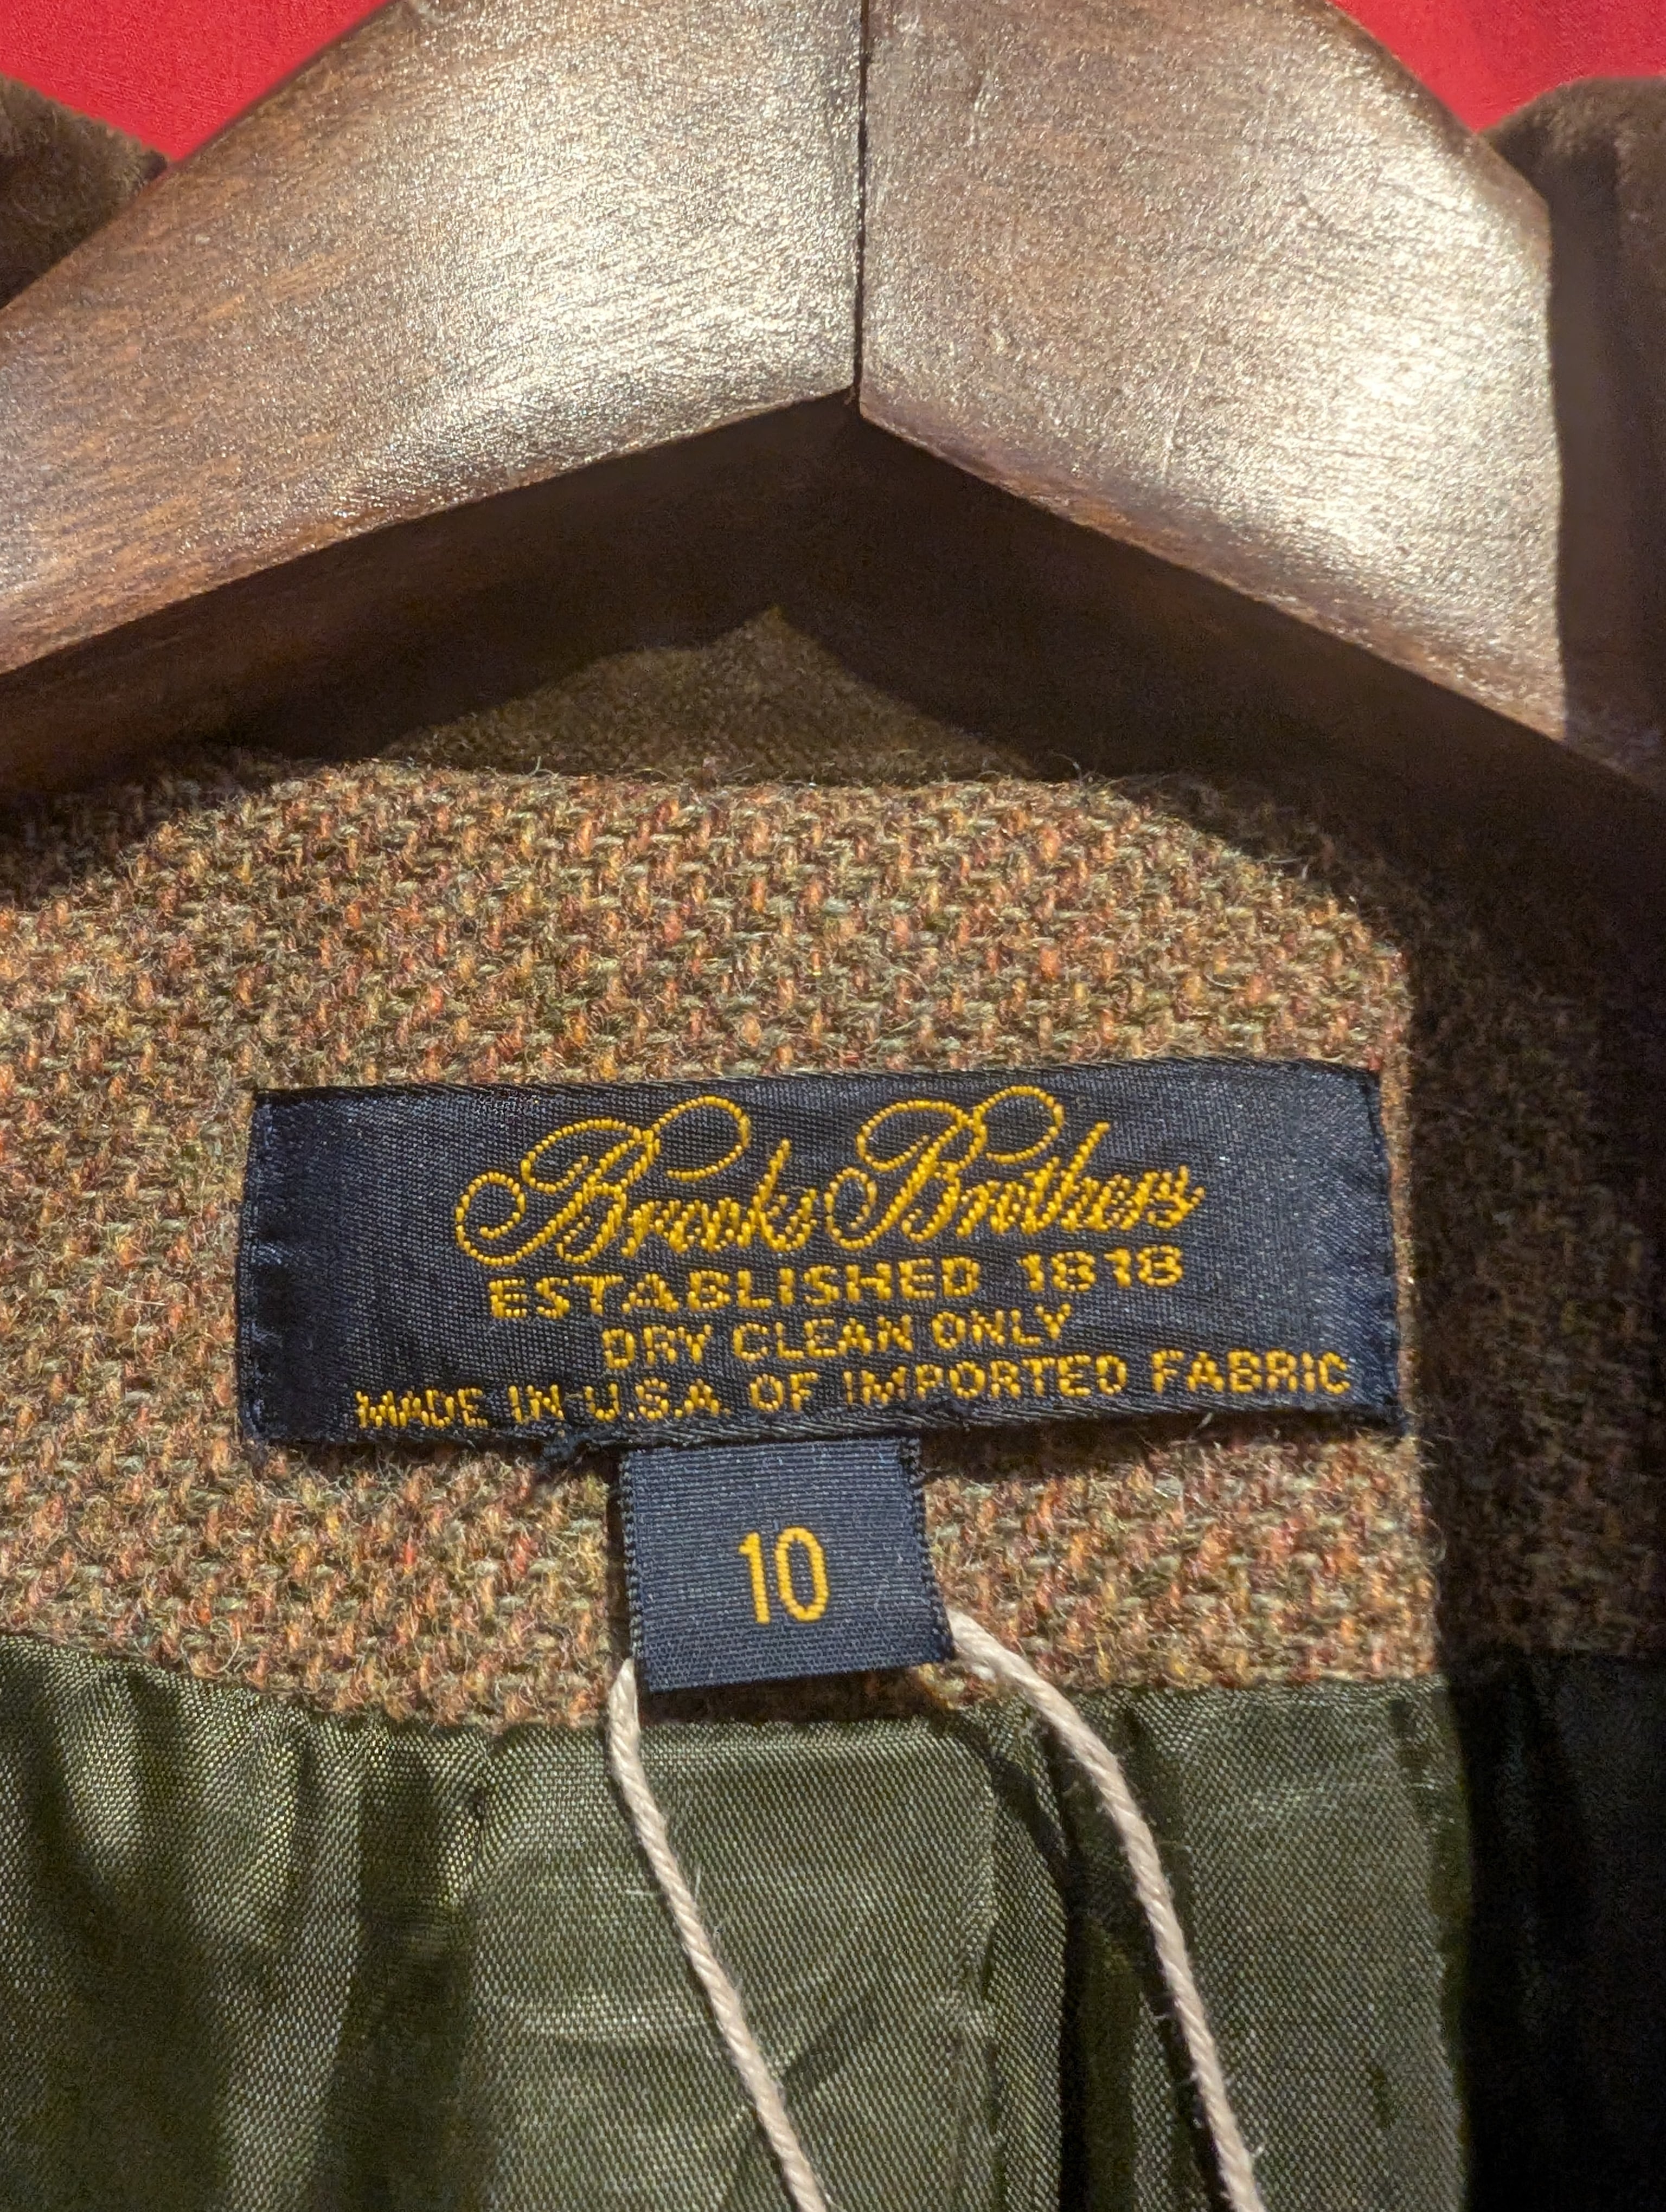 Brooks Brothers
ESTABLISHED 1818
DRY CLEAN ONLY
MADE IN U.S.A. OF IMPORTED FABRIC
10